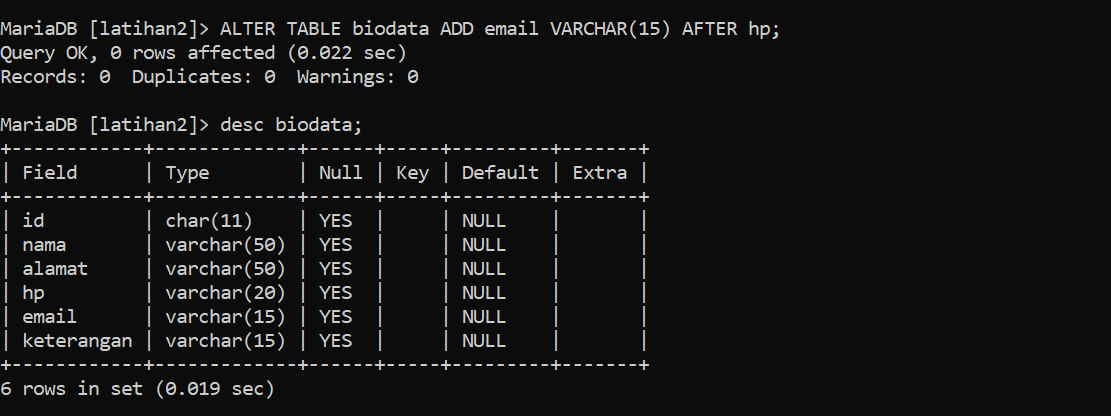 MariaDB [latihan2]> ALTER TABLE biodata ADD email VARCHAR(15) AFTER hp;
Query OK, 0 rows affected (0.022 sec)
Records: 0  Duplicates: 0  Warnings: 0

MariaDB [latihan2]> desc biodata;
+------------+-------------+------+-----+---------+-------+
| Field      | Type        | Null | Key | Default | Extra |
+------------+-------------+------+-----+---------+-------+
| id         | char(11)    | YES  |     | NULL    |       |
| nama       | varchar(50) | YES  |     | NULL    |       |
| alamat     | varchar(50) | YES  |     | NULL    |       |
| hp         | varchar(20) | YES  |     | NULL    |       |
| email      | varchar(15) | YES  |     | NULL    |       |
| keterangan | varchar(15) | YES  |     | NULL    |       |
+------------+-------------+------+-----+---------+-------+
6 rows in set (0.019 sec)